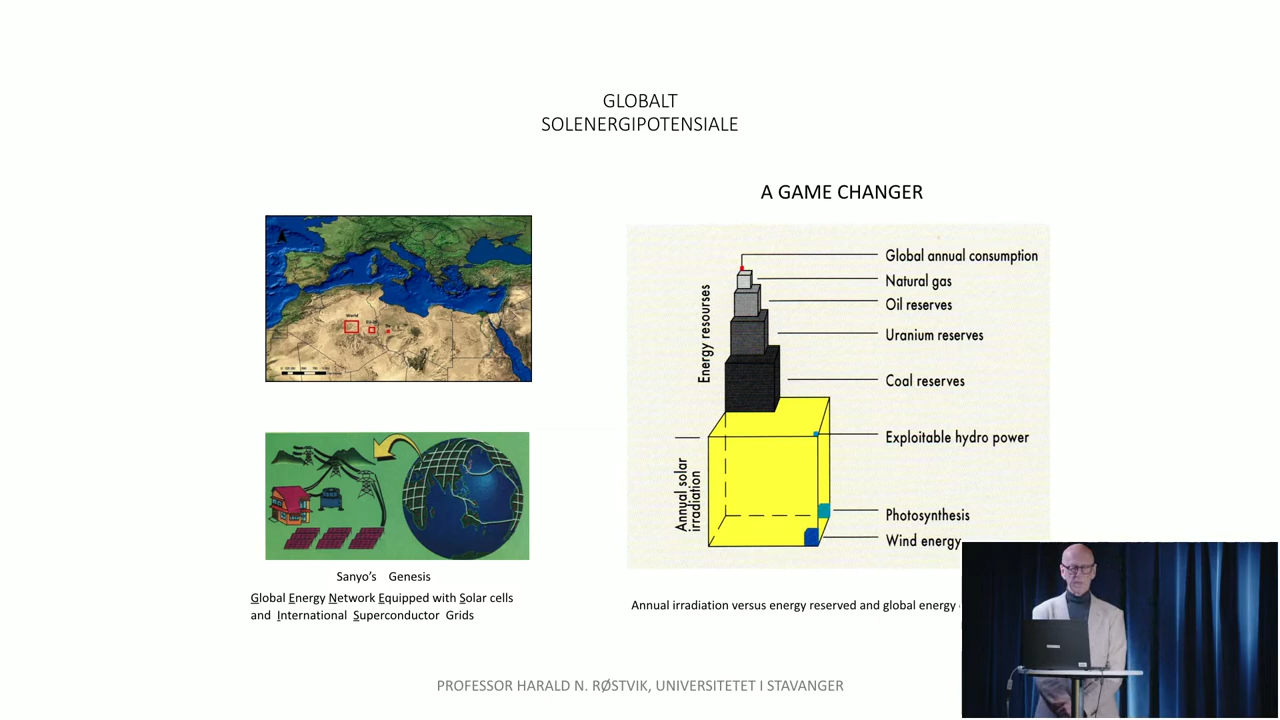 GLOBALT
SOLENERGIPOTENSIALE
A GAME CHANGER
World
Energy resourses
Global annual consumption
Natural gas
Oil reserves
Uranium reserves
Coal reserves
Annual solar
irradiation
Exploitable hydro power
Photosynthesis
Wind energy
Sanyo's Genesis
Global Energy Network Equipped with Solar cells
and International Superconductor Grids
Annual irradiation versus energy reserved and global energy
PROFESSOR HARALD N. RØSTVIK, UNIVERSITETET I STAVANGER